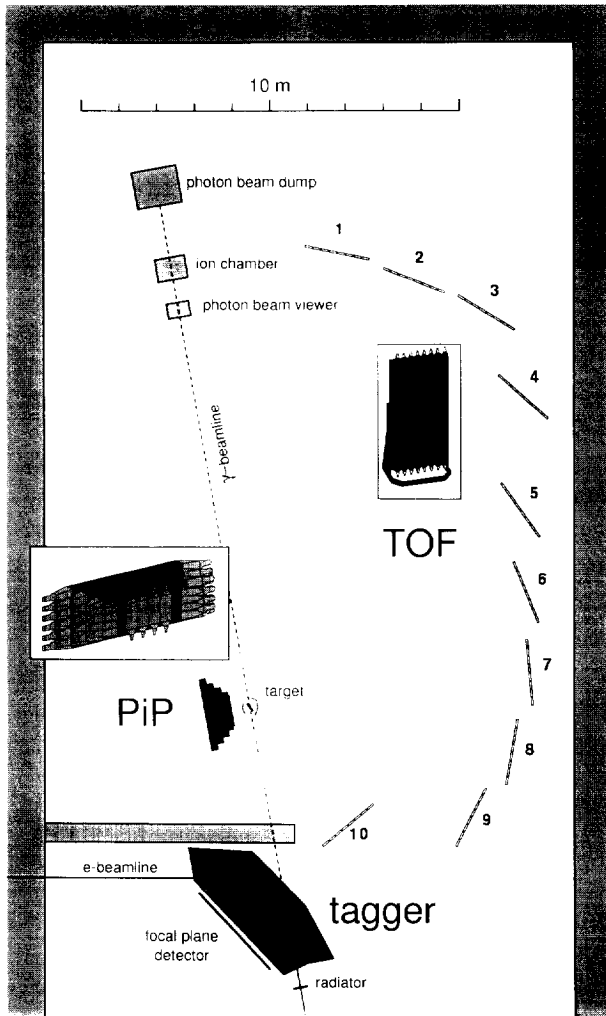 10 m
photon beam dump
1
ion chamber
2
photon beam viewer
3
4
γ-beamline
5
TOF
6
7
target
PiP
8
10
9
e-beamline
tagger
focal plane
detector
radiator